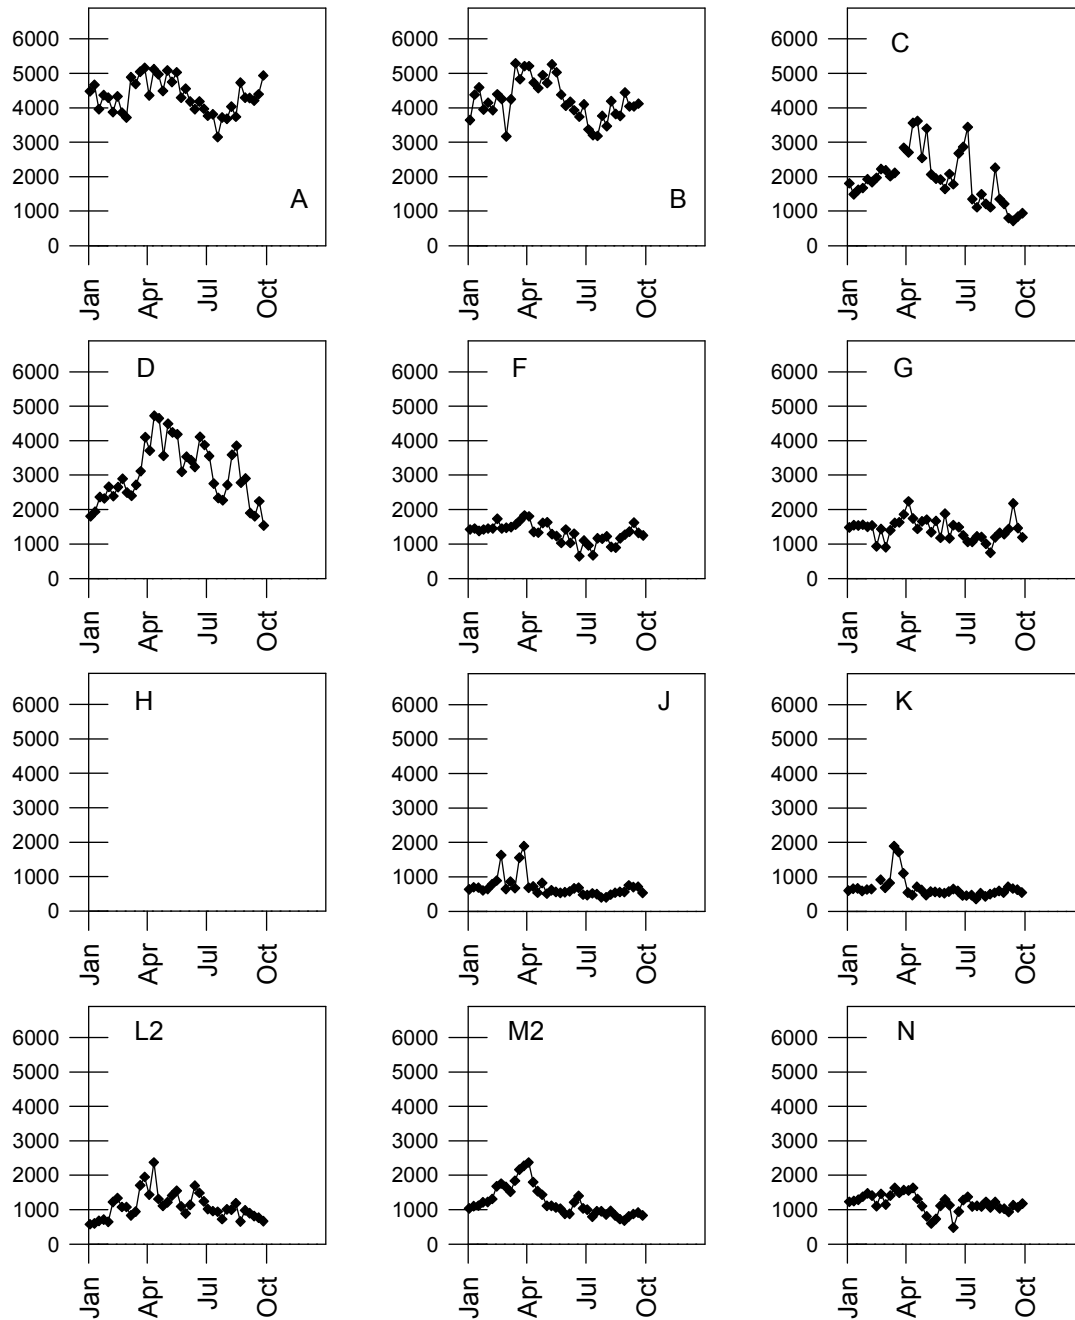 6000 5000 4000 3000 2000 1000 0 A Jan Apr Jul Oct
6000 5000 4000 3000 2000 1000 0 B Jan Apr Jul Oct
6000 5000 4000 3000 2000 1000 0 C Jan Apr Jul Oct
6000 5000 4000 3000 2000 1000 0 D Jan Apr Jul Oct
6000 5000 4000 3000 2000 1000 0 F Jan Apr Jul Oct
6000 5000 4000 3000 2000 1000 0 G Jan Apr Jul Oct
6000 5000 4000 3000 2000 1000 0 H Jan Apr Jul Oct
6000 5000 4000 3000 2000 1000 0 J Jan Apr Jul Oct
6000 5000 4000 3000 2000 1000 0 K Jan Apr Jul Oct
6000 5000 4000 3000 2000 1000 0 L2 Jan Apr Jul Oct
6000 5000 4000 3000 2000 1000 0 M2 Jan Apr Jul Oct
6000 5000 4000 3000 2000 1000 0 N Jan Apr Jul Oct